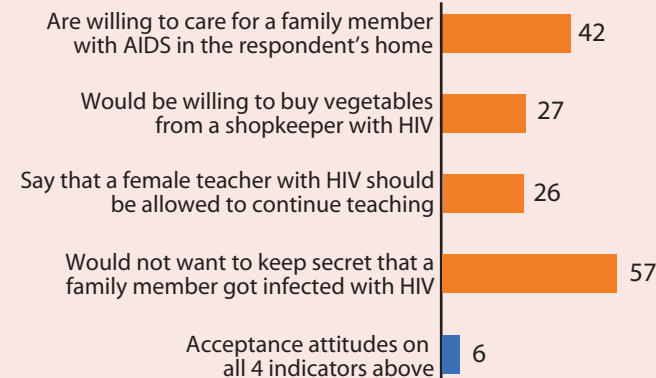 Are willing to care for a family member
with AIDS in the respondent’s home
42
Would be willing to buy vegetables
from a shopkeeper with HIV
27
Say that a female teacher with HIV should
be allowed to continue teaching
26
Would not want to keep secret that a
family member got infected with HIV
57
Acceptance attitudes on
all 4 indicators above
6